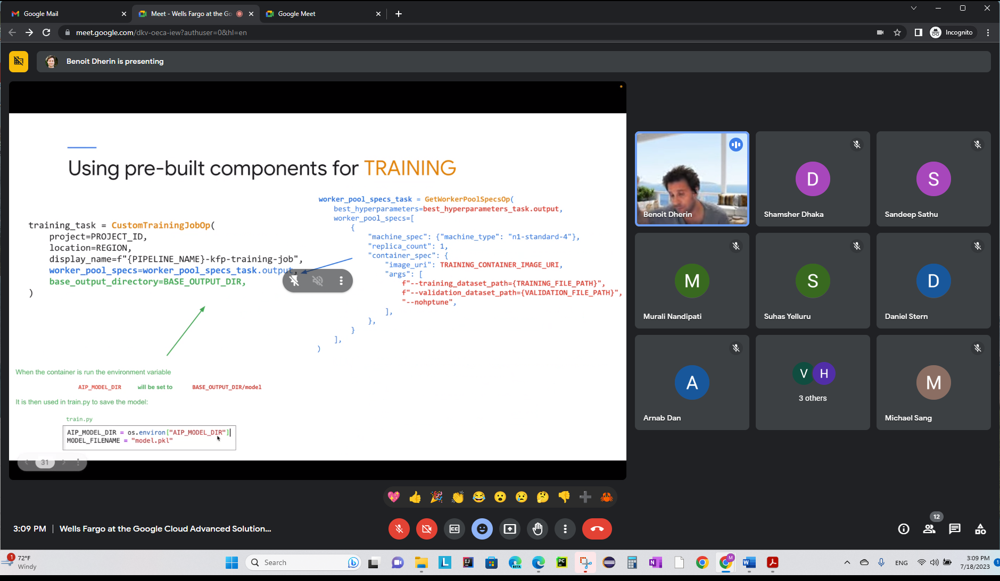 Google Mail
Meet - Wells Fargo at the Go
Google Meet
meet.google.com/dkv-oeca-iew?authuser=0&hl=en
Incognito
Benoit Dherin is presenting
Using pre-built components for TRAINING
training_task = CustomTrainingJobOp(
project=PROJECT_ID,
location=REGION,
display_name=f"{PIPELINE_NAME}-kfp-training-job",
worker_pool_specs=worker_pool_specs_task.output,
base_output_directory=BASE_OUTPUT_DIR,
)
worker_pool_specs_task = GetWorkerPoolSpecsOp(
best_hyperparameters=best_hyperparameters_task.output,
worker_pool_specs=[
{
"machine_spec": {"machine_type": "n1-standard-4"},
"replica_count": 1,
"container_spec": {
"image_uri": TRAINING_CONTAINER_IMAGE_URI,
"args": [
f"--training_dataset_path={TRAINING_FILE_PATH}",
f"--validation_dataset_path={VALIDATION_FILE_PATH}",
"--nohptune",
],
},
}
],
)
When the container is run the environment variable
AIP_MODEL_DIR will be set to BASE_OUTPUT_DIR/model
It is then used in train.py to save the model:
train.py
AIP_MODEL_DIR = os.environ["AIP_MODEL_DIR"]
MODEL_FILENAME = "model.pkl"
31
Benoit Dherin
D
Shamsher Dhaka
S
Sandeep Sathu
M
Murali Nandipati
S
Suhas Yelluru
D
Daniel Stern
A
Arnab Dan
V H
3 others
M
Michael Sang
3:09 PM | Wells Fargo at the Google Cloud Advanced Solution...
CC
12
1
72°F
Windy
Search
L
IJ
BETA
PC
N
M
W
ENG
3:09 PM
7/18/2023
1